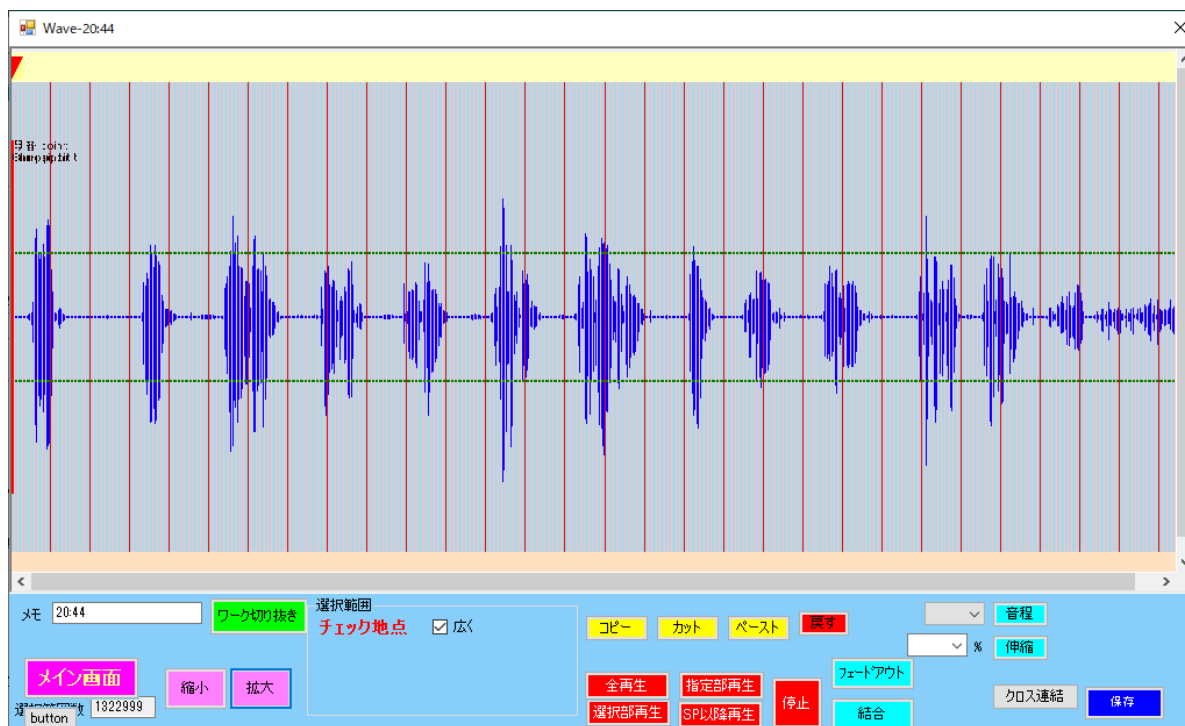 Wave-20:44
メモ
20:44
ワーク切り抜き
選択範囲
チェック地点
広く
コピー
カット
ペースト
戻す
音程
%
伸縮
メイン画面
縮小
拡大
全再生
指定部再生
停止
フェードアウト
クロス連結
保存
1322999
button
選択部再生
SP以降再生
結合